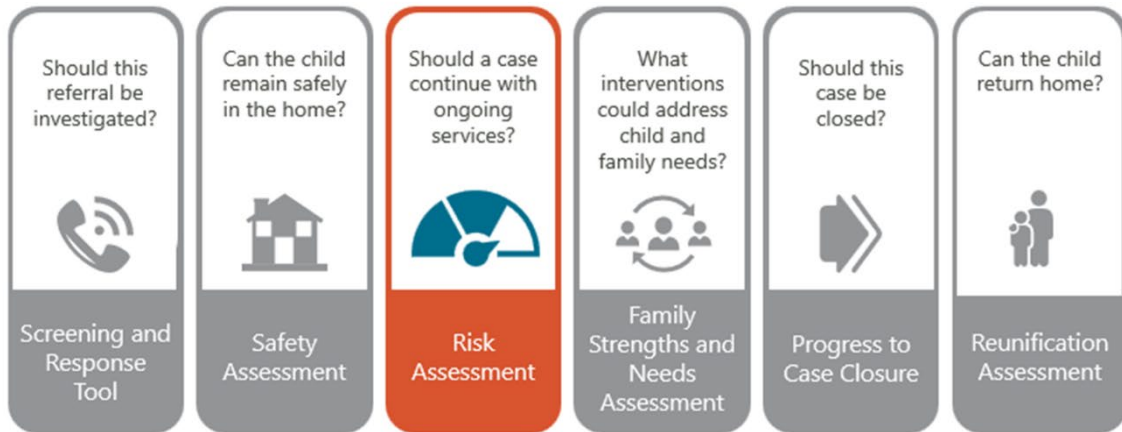 Should this
referral be
investigated?
Screening and
Response
Tool
Can the child
remain safely
in the home?
Safety
Assessment
Should a case
continue with
ongoing
services?
Risk
Assessment
What
interventions
could address
child and
family needs?
Family
Strengths and
Needs
Assessment
Should this
case be
closed?
Progress to
Case Closure
Can the child
return home?
Reunification
Assessment